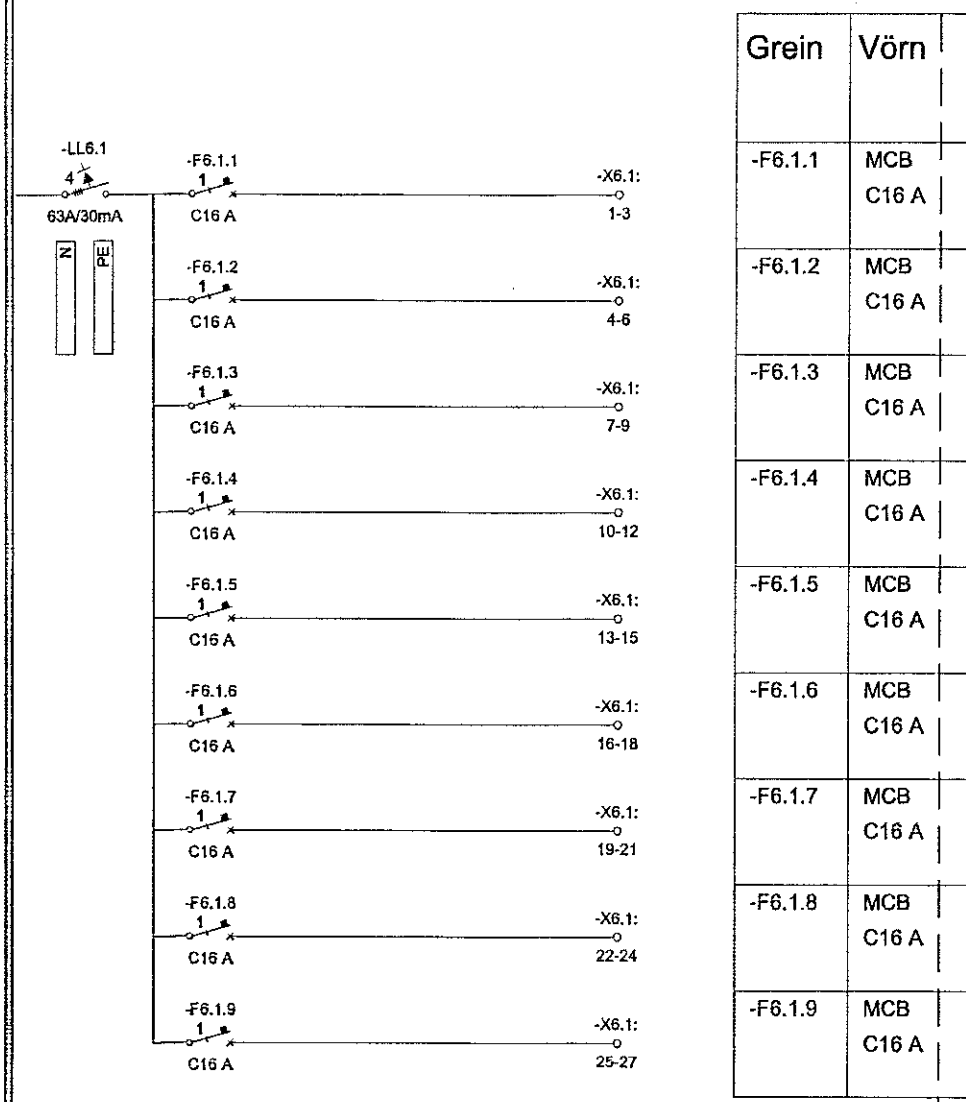 Grein Vörn
-LL6.1
4
63A/30mA
N PE
-F6.1.1
1
C16 A
-X6.1:
1-3
-F6.1.1 MCB
C16 A
-F6.1.2
1
C16 A
-X6.1:
4-6
-F6.1.2 MCB
C16 A
-F6.1.3
1
C16 A
-X6.1:
7-9
-F6.1.3 MCB
C16 A
-F6.1.4
1
C16 A
-X6.1:
10-12
-F6.1.4 MCB
C16 A
-F6.1.5
1
C16 A
-X6.1:
13-15
-F6.1.5 MCB
C16 A
-F6.1.6
1
C16 A
-X6.1:
16-18
-F6.1.6 MCB
C16 A
-F6.1.7
1
C16 A
-X6.1:
19-21
-F6.1.7 MCB
C16 A
-F6.1.8
1
C16 A
-X6.1:
22-24
-F6.1.8 MCB
C16 A
-F6.1.9
1
C16 A
-X6.1:
25-27
-F6.1.9 MCB
C16 A